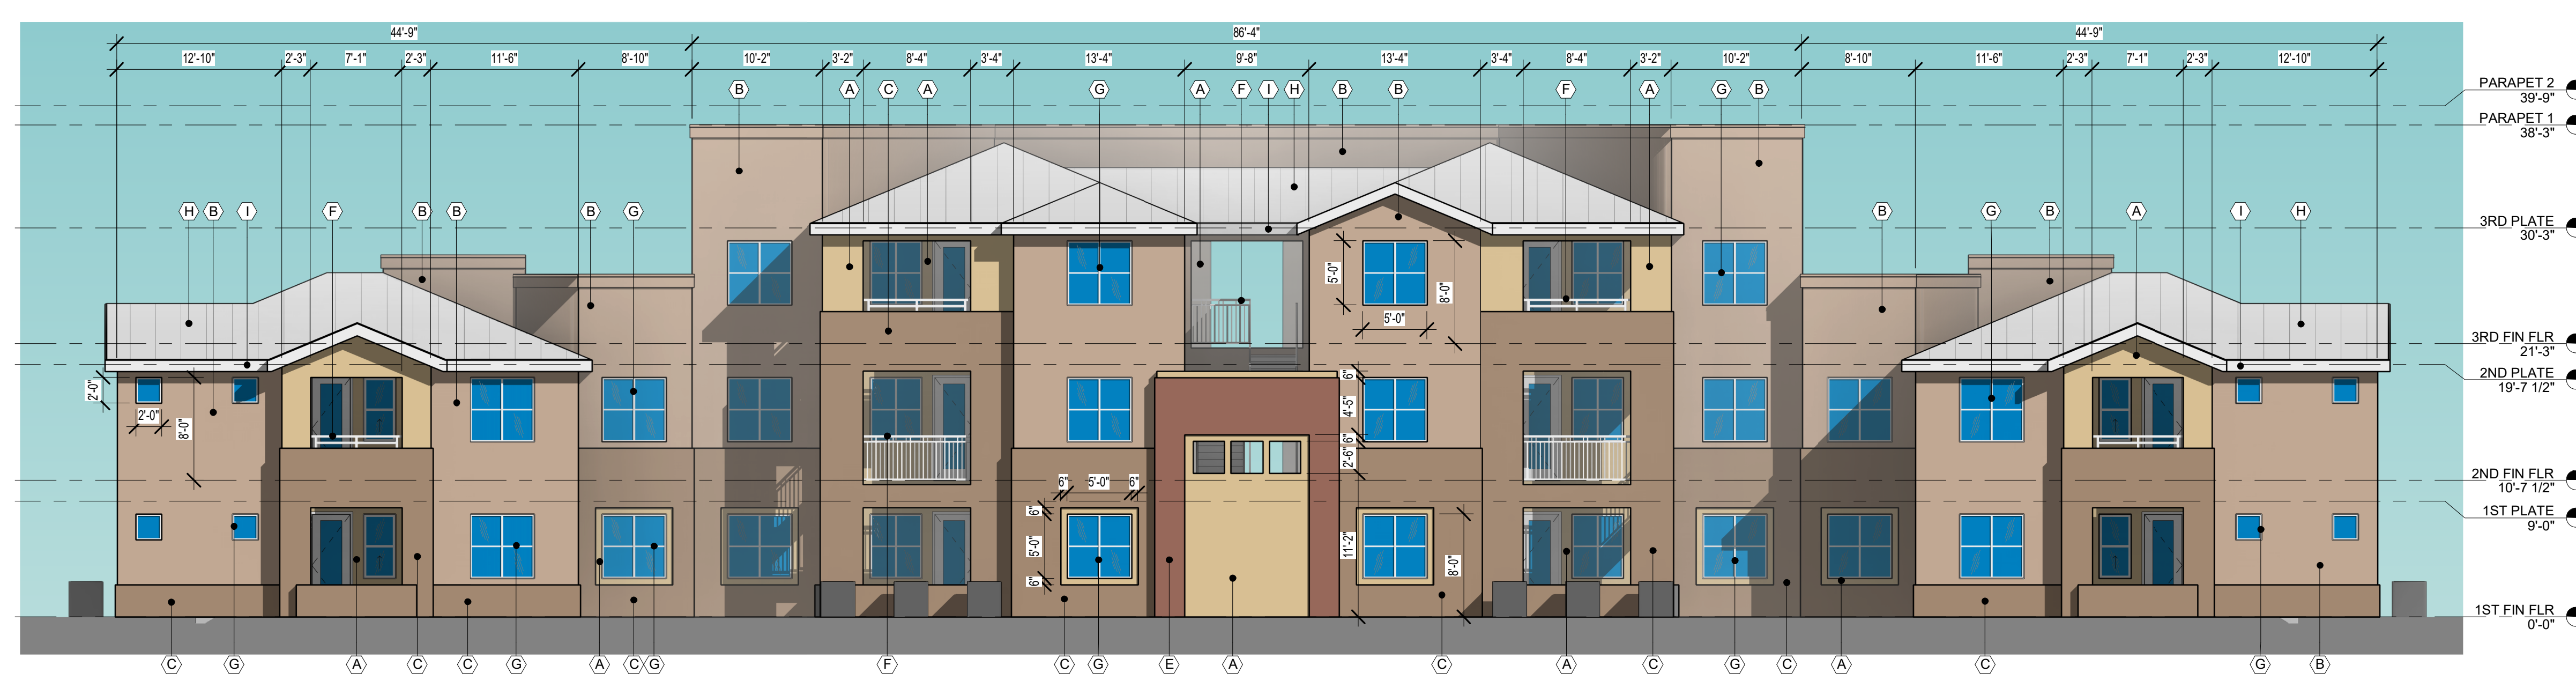 44'-9" 86'-4" 44'-9"
12'-10" 2'-3" 7'-1" 2'-3" 11'-6" 8'-10" 10'-2" 3'-2" 8'-4" 3'-4" 13'-4" 9'-8" 13'-4" 3'-4" 8'-4" 3'-2" 10'-2" 8'-10" 11'-6" 2'-3" 7'-1" 2'-3" 12'-10"
B A C A G A F I H B B F A G B
PARAPET 2
39'-9"
PARAPET 1
38'-3"
H B I F B B B G B G B A I H
3RD PLATE
30'-3"
5'-0"
8'-0"
5'-0"
3RD FIN FLR
21'-3"
2ND PLATE
19'-7 1/2"
2'-0"
2'-0"
8'-0"
6"
4'-5"
6"
2'-6"
2ND FIN FLR
10'-7 1/2"
6" 5'-0" 6"
6"
5'-0"
6"
11'-2"
8'-0"
1ST PLATE
9'-0"
1ST FIN FLR
0'-0"
C G A C C G A C G F C G E A C A C G C A C G B